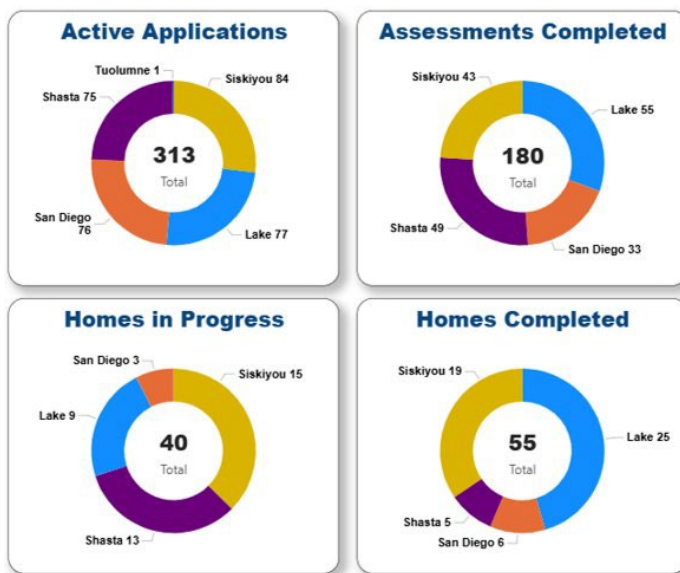 Active Applications
Tuolumne 1
Siskiyou 84
Shasta 75
313
Total
San Diego
76
Lake 77
Assessments Completed
Siskiyou 43
Lake 55
180
Total
Shasta 49
San Diego 33
Homes in Progress
San Diego 3
Siskiyou 15
Lake 9
40
Total
Shasta 13
Homes Completed
Siskiyou 19
Lake 25
55
Total
Shasta 5
San Diego 6